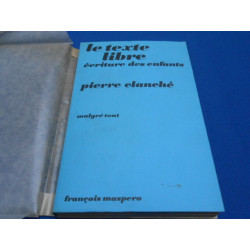 le texte
libre
écriture des enfants
pierre clanché
malgré tout
françois maspero